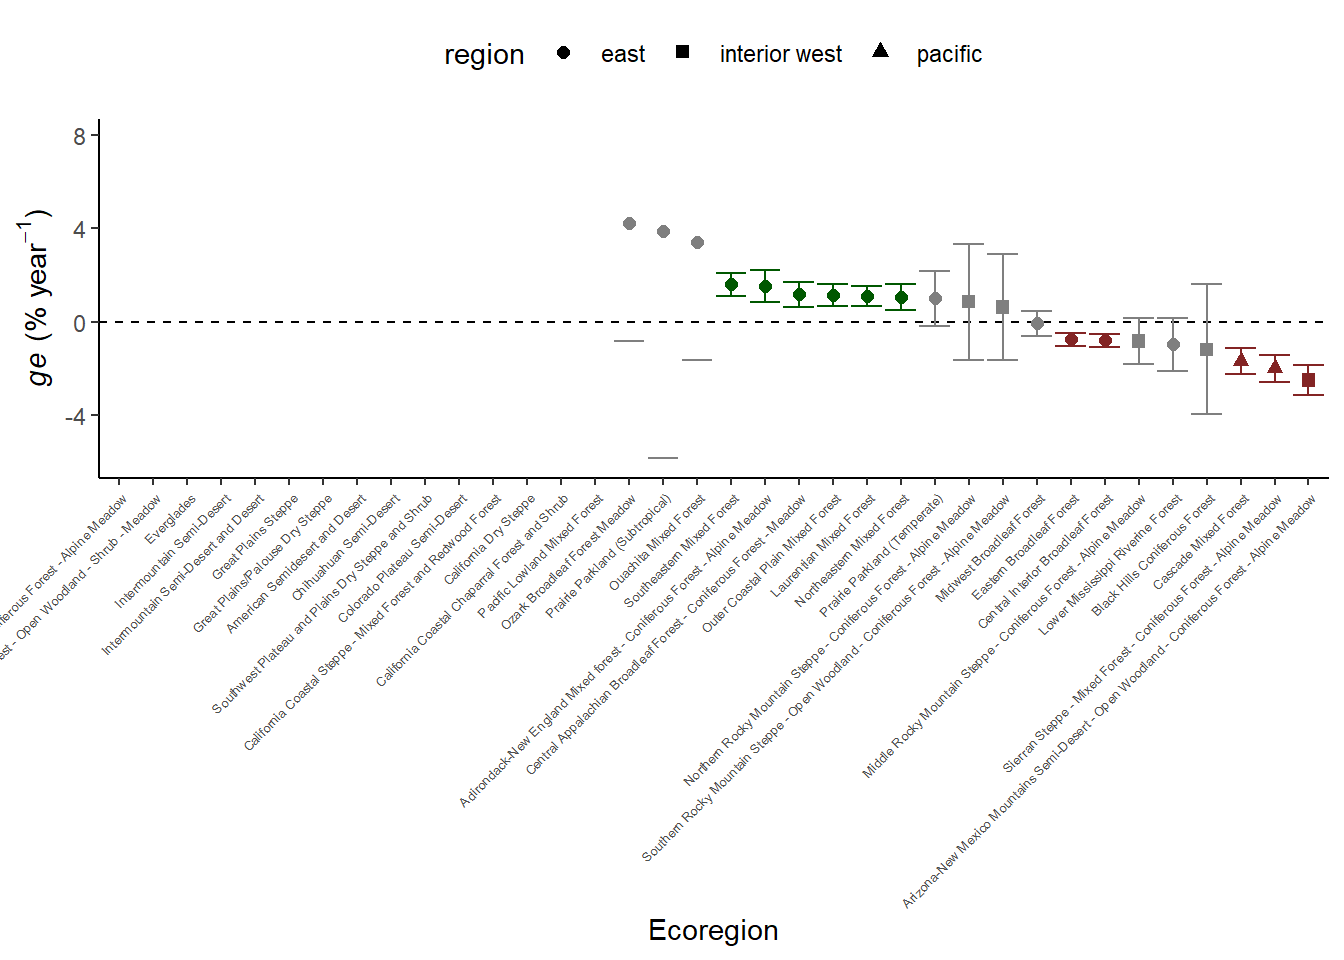 region east interior west pacific
8
4
0
-4
ge (% year⁻¹)
iferous Forest - Alpine Meadow
est - Open Woodland - Shrub - Meadow
Everglades
Intermountain Semi-Desert
Intermountain Semi-Desert and Desert
Great Plains Steppe
Great Plains/Palouse Dry Steppe
American Semidesert and Desert
Chihuahuan Semi-Desert
Southwest Plateau and Plains Dry Steppe and Shrub
Colorado Plateau Semi-Desert
California Coastal Steppe - Mixed Forest and Redwood Forest
California Dry Steppe
California Coastal Chaparral Forest and Shrub
Pacific Lowland Mixed Forest
Ozark Broadleaf Forest Meadow
Prairie Parkland (Subtropical)
Ouachita Mixed Forest
Southeastern Mixed Forest
Adirondack-New England Mixed forest - Coniferous Forest - Alpine Meadow
Central Appalachian Broadleaf Forest - Coniferous Forest - Meadow
Outer Coastal Plain Mixed Forest
Laurentian Mixed Forest
Northeastern Mixed Forest
Prairie Parkland (Temperate)
Northern Rocky Mountain Steppe - Coniferous Forest - Alpine Meadow
Southern Rocky Mountain Steppe - Open Woodland - Coniferous Forest - Alpine Meadow
Midwest Broadleaf Forest
Eastern Broadleaf Forest
Central Interior Broadleaf Forest
Middle Rocky Mountain Steppe - Coniferous Forest - Alpine Meadow
Lower Mississippi Riverine Forest
Black Hills Coniferous Forest
Cascade Mixed Forest
Sierran Steppe - Mixed Forest - Coniferous Forest - Alpine Meadow
Arizona-New Mexico Mountains Semi-Desert - Open Woodland - Coniferous Forest - Alpine Meadow
Ecoregion